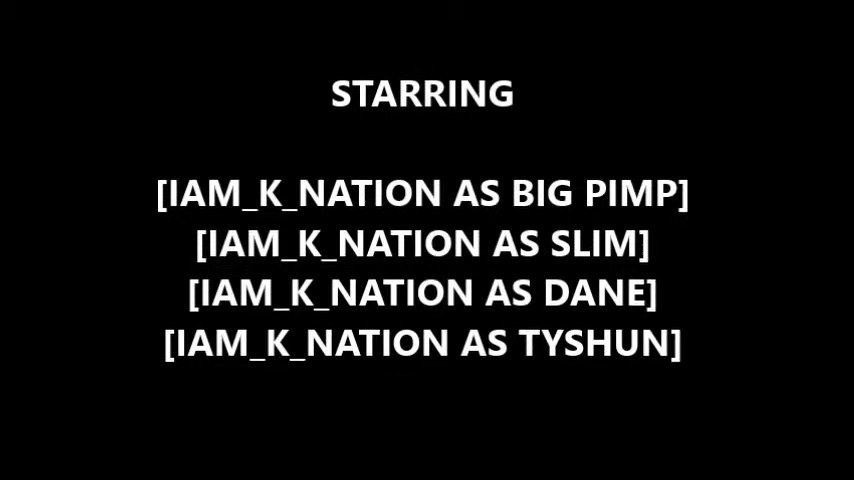 STARRING
[IAM_K_NATION AS BIG PIMP]
[IAM_K_NATION AS SLIM]
[IAM_K_NATION AS DANE]
[IAM_K_NATION AS TYSHUN]